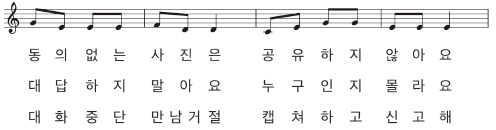 동 의 없 는 사 진 은 공 유 하 지 않 아 요
대 답 하 지 말 아 요 누 구 인 지 몰 라 요
대 화 중 단 만 남 거 절 캡 쳐 하 고 신 고 해